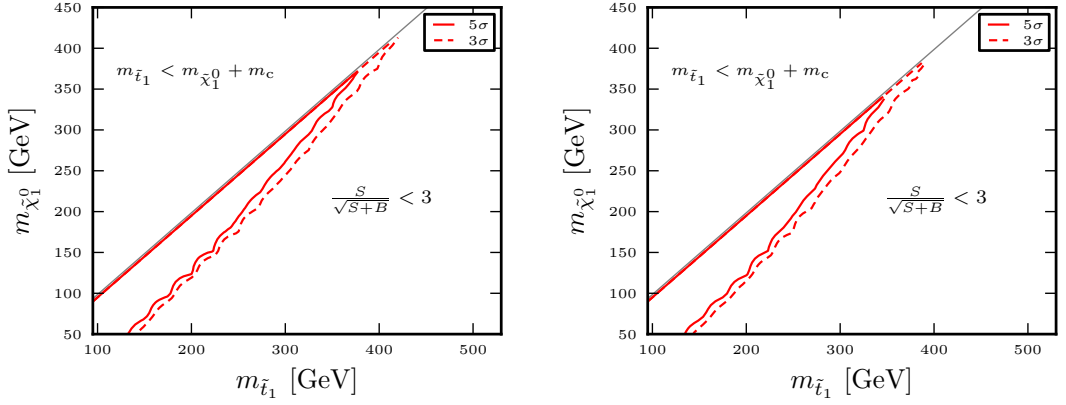 450
400
350
300
250
200
150
100
50
m_{\tilde{\chi}_1^0} [GeV]
5σ
3σ
m_{\tilde{t}_1} < m_{\tilde{\chi}_1^0} + m_c
\frac{S}{\sqrt{S+B}} < 3
100 200 300 400 500
m_{\tilde{t}_1} [GeV]
450
400
350
300
250
200
150
100
50
m_{\tilde{\chi}_1^0} [GeV]
5σ
3σ
m_{\tilde{t}_1} < m_{\tilde{\chi}_1^0} + m_c
\frac{S}{\sqrt{S+B}} < 3
100 200 300 400 500
m_{\tilde{t}_1} [GeV]